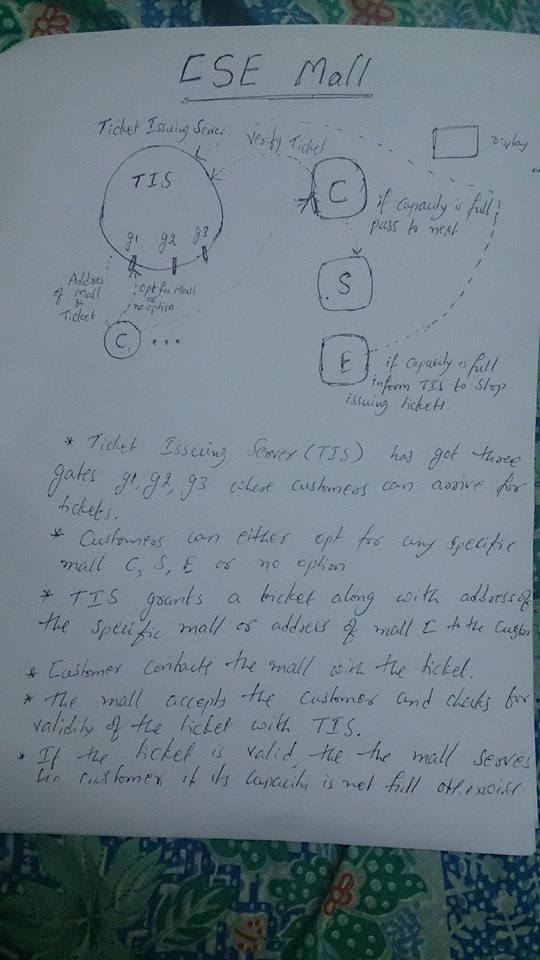 CSE Mall
Ticket Issuing Server
Verify Ticket
Display
TIS
C
g1 g2 g3
if capacity is full
pass to next
Address
of mall
&
Ticket
opt for Mall
or
no option
S
C1 ...
E
if capacity is full
inform TIS to stop
issuing tickets.
* Ticket Issuing Server (TIS) has got three
gates g1, g2, g3 where customers can arrive for
tickets.
* Customers can either opt for any specific
mall C, S, E or no option.
* TIS grants a ticket along with address of
the specific mall or address of mall C to the
* Customer contacts the mall with the ticket.
* The mall accepts the customer and checks for
validity of the ticket with TIS.
* If the ticket is valid, the the mall serves
customer if its capacity is not full otherwise